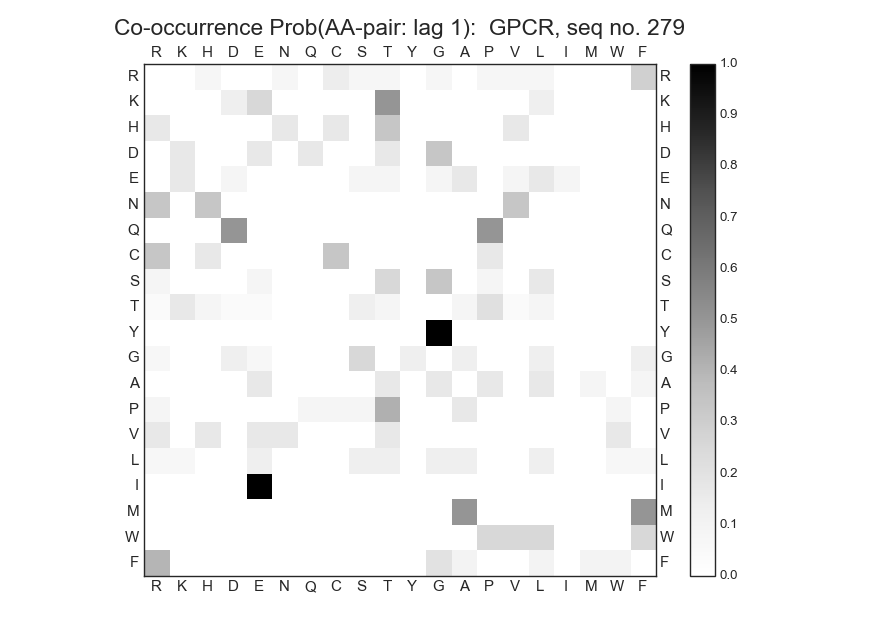 Co-occurrence Prob(AA-pair: lag 1):  GPCR, seq no. 279
R K H D E N Q C S T Y G A P V L I M W F
R R 1.0
K K 0.9
H H
D D 0.8
E E
N N 0.7
Q Q 0.6
C C
S S 0.5
T T
Y Y
G G 0.4
A A
P P 0.3
V V
L L 0.2
I I
M M 0.1
W W
F F 0.0
R K H D E N Q C S T Y G A P V L I M W F